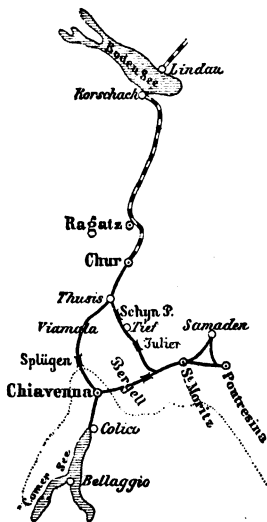 Boden See
Lindau
Rorschach
Ragatz
Chur
Thusis
Schyn P.
Tief
Viamala
Julier
Samaden
Splügen
Bergell
St. Moritz
Pontresina
Chiavenna
Colico
Comer See
Bellaggio